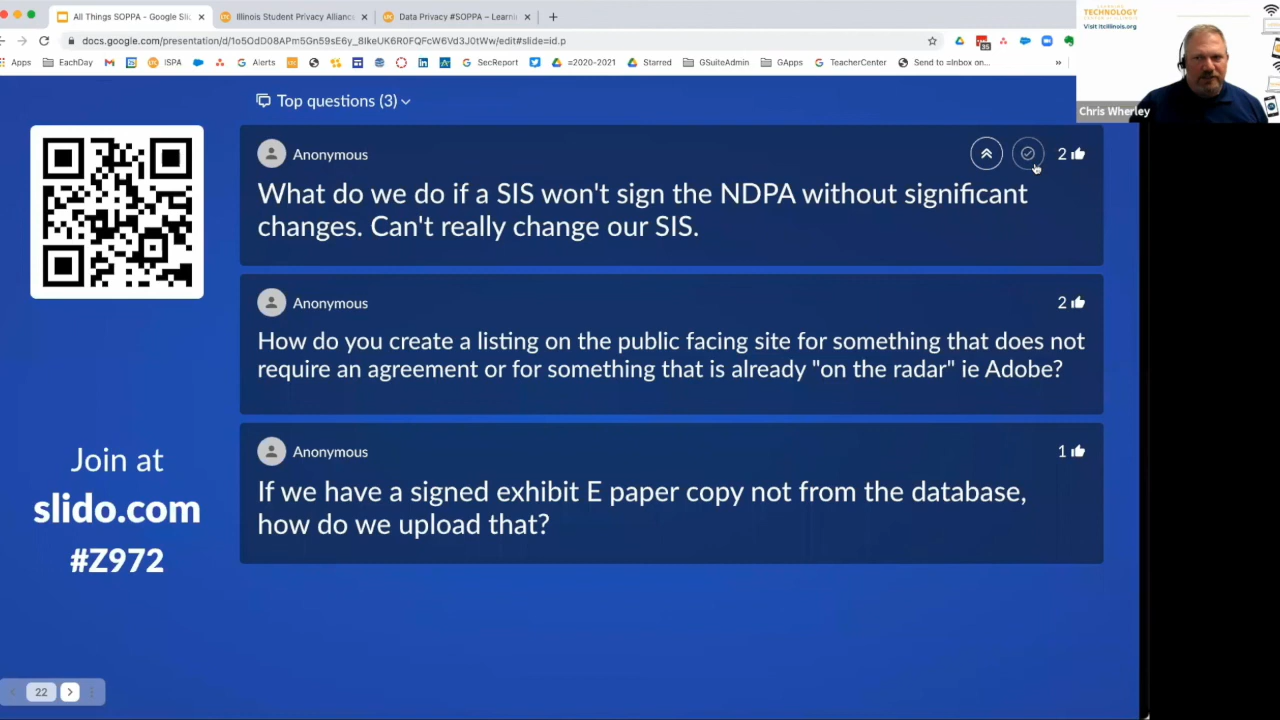 All Things SOPPA - Google Slic
Illinois Student Privacy Alliance
Data Privacy #SOPPA – Learni
TECHNOLOGY
Visit ltcillinois.org
docs.google.com/presentation/d/1o5OdD08APm5Gn59sE6y_8IkeUK6R0FQFcW6Vd3J0tWw/edit#slide=id.p
35
Apps
EachDay
ISPA
Alerts
SecReport
=2020-2021
Starred
GSuiteAdmin
GApps
TeacherCenter
Send to =Inbox on...
»
Chris Wherley
Top questions (3)
Anonymous
2
What do we do if a SIS won't sign the NDPA without significant
changes. Can't really change our SIS.
Anonymous
2
How do you create a listing on the public facing site for something that does not
require an agreement or for something that is already "on the radar" ie Adobe?
Anonymous
1
If we have a signed exhibit E paper copy not from the database,
how do we upload that?
Join at
slido.com
#Z972
22